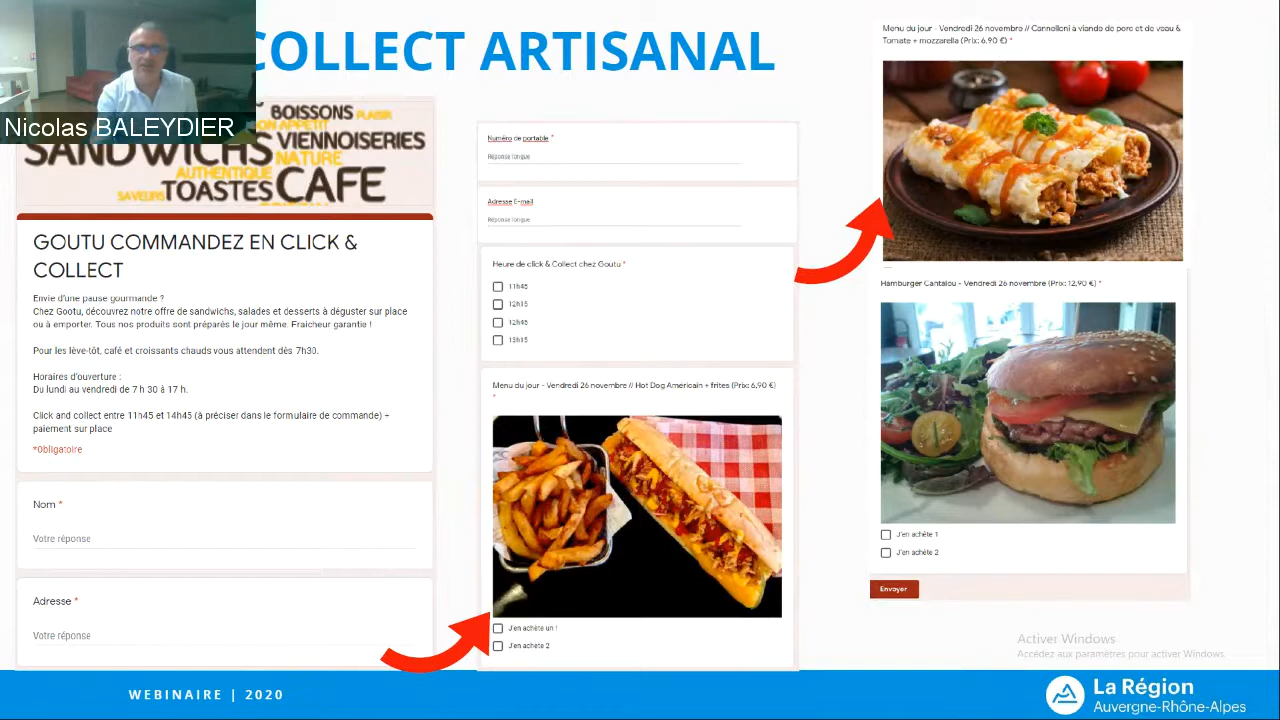 COLLECT ARTISANAL
Nicolas BALEYDIER
BOISSONS PLAISIR
BON APPETIT
SANDWICHS VIENNOISERIES
NATURE
AUTHENTIQUE
SAVEURS TOASTES CAFE
GOUTU COMMANDEZ EN CLICK &
COLLECT
Envie d'une pause gourmande ?
Chez Gootu, découvrez notre offre de sandwichs, salades et desserts à déguster sur place
ou à emporter. Tous nos produits sont préparés le jour même. Fraicheur garantie !
Pour les lève-tôt, café et croissants chauds vous attendent dès 7h30.
Horaires d'ouverture :
Du lundi au vendredi de 7 h 30 à 17 h.
Click and collect entre 11h45 et 14h45 (à préciser dans le formulaire de commande) +
paiement sur place
*Obligatoire
Nom *
Votre réponse
Adresse *
Votre réponse
Numéro de portable *
Réponse longue
Adresse E-mail
Réponse longue
Heure de click & Collect chez Goutu *
11h45
12h15
12h45
13h15
Menu du jour - Vendredi 26 novembre // Hot Dog Américain + frites (Prix: 6,90 €)
*
J'en achète un !
J'en achète 2
Menu du jour - Vendredi 26 novembre // Cannelloni à viande de porc et de veau &
Tomate + mozzarella (Prix: 6,90 €) *
Hamburger Cantalou - Vendredi 26 novembre (Prix: 12,90 €) *
J'en achète 1
J'en achète 2
Envoyer
Activer Windows
Accédez aux paramètres pour activer Windows.
WEBINAIRE | 2020
La Région
Auvergne-Rhône-Alpes